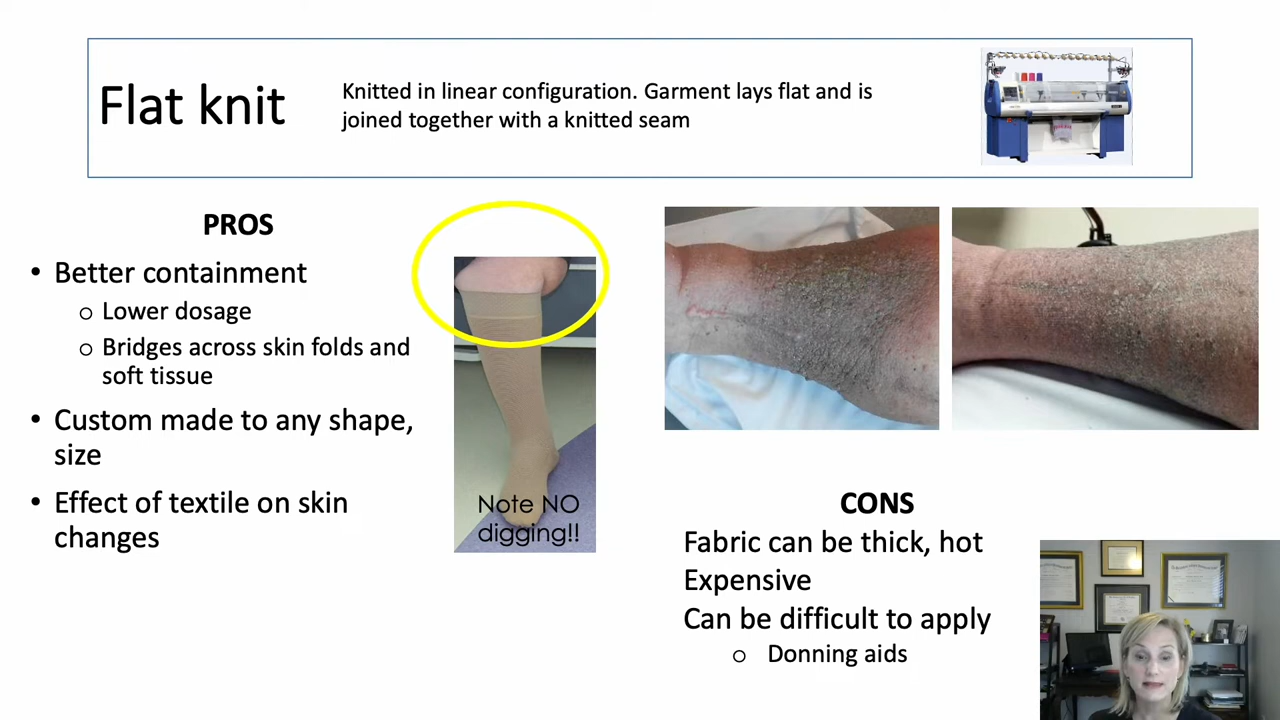 Flat knit
Knitted in linear configuration. Garment lays flat and is
joined together with a knitted seam
PROS
• Better containment
o Lower dosage
o Bridges across skin folds and
soft tissue
• Custom made to any shape,
size
• Effect of textile on skin
changes
Note NO
digging!!
CONS
Fabric can be thick, hot
Expensive
Can be difficult to apply
o Donning aids